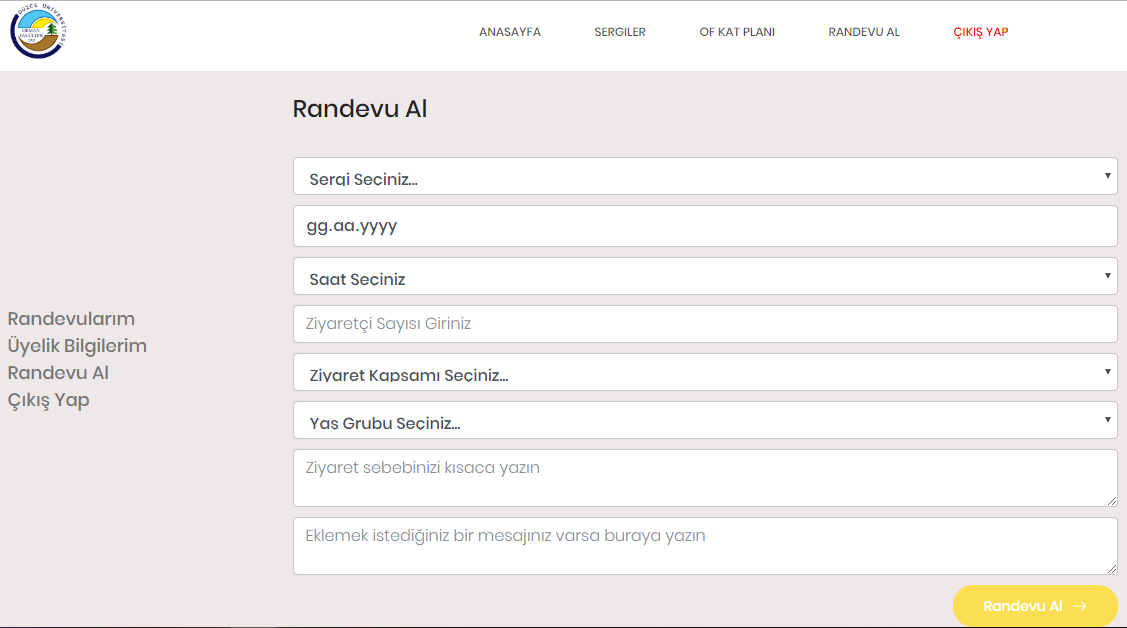 DÜZCE ÜNİVERSİTESİ
ORMAN
FAKÜLTESİ
ANASAYFA
SERGILER
OF KAT PLANI
RANDEVU AL
ÇIKIŞ YAP
Randevu Al
Sergi Seçiniz...
gg.aa.yyyy
Saat Seçiniz
Ziyaretçi Sayısı Giriniz
Ziyaret Kapsamı Seçiniz...
Yaş Grubu Seçiniz...
Ziyaret sebebinizi kısaca yazın
Eklemek istediğiniz bir mesajınız varsa buraya yazın
Randevu Al →
Randevularım
Üyelik Bilgilerim
Randevu Al
Çıkış Yap